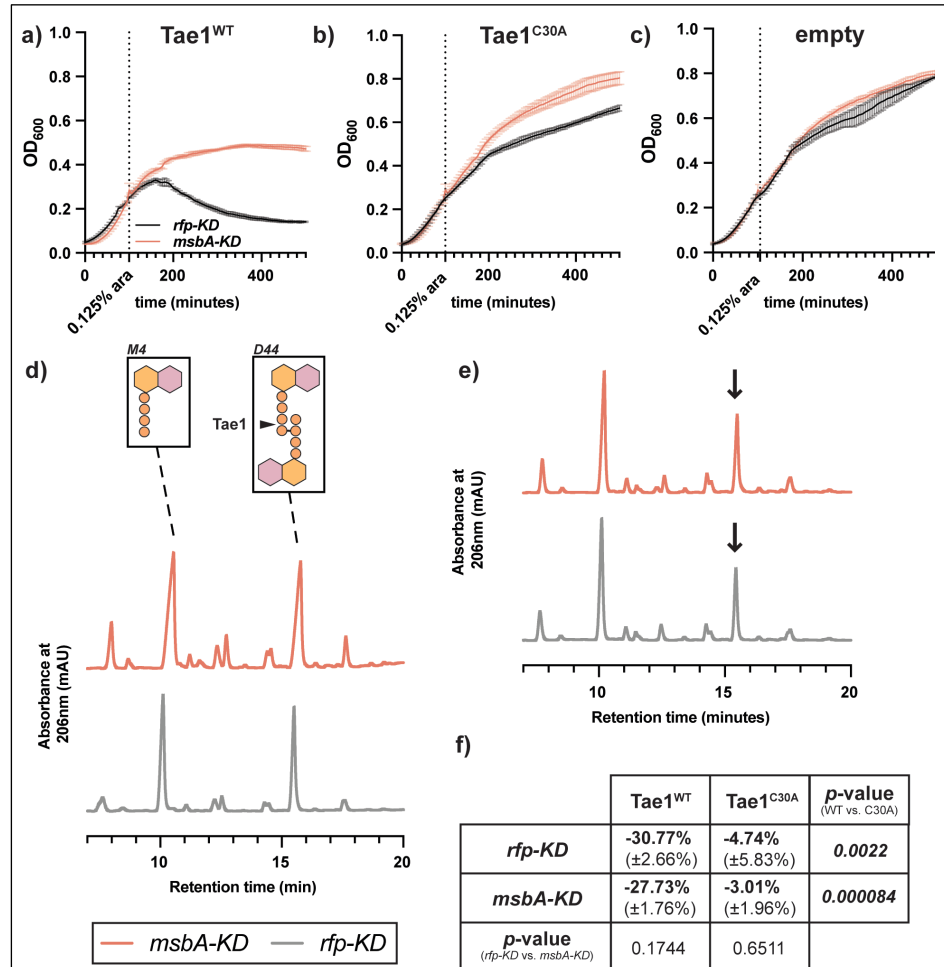 a) Tae1WT
b) Tae1C30A
c) empty
OD600
1.0
0.8
0.6
0.4
0.2
0.0
rfp-KD
msbA-KD
0
200
400
0.125% ara
time (minutes)
OD600
1.0
0.8
0.6
0.4
0.2
0.0
0
200
400
0.125% ara
time (minutes)
OD600
1.0
0.8
0.6
0.4
0.2
0.0
0
200
400
0.125% ara
time (minutes)
d)
M4
D44
Tae1
Absorbance at
206nm (mAU)
Absorbance at
206nm (mAU)
10
15
20
Retention time (min)
msbA-KD
rfp-KD
e)
Absorbance at
206nm (mAU)
10
15
20
Retention time (minutes)
f)
Tae1WT Tae1C30A p-value
(WT vs. C30A)
rfp-KD -30.77% -4.74% 0.0022
(±2.66%) (±5.83%)
msbA-KD -27.73% -3.01% 0.000084
(±1.76%) (±1.96%)
p-value 0.1744 0.6511
(rfp-KD vs. msbA-KD)